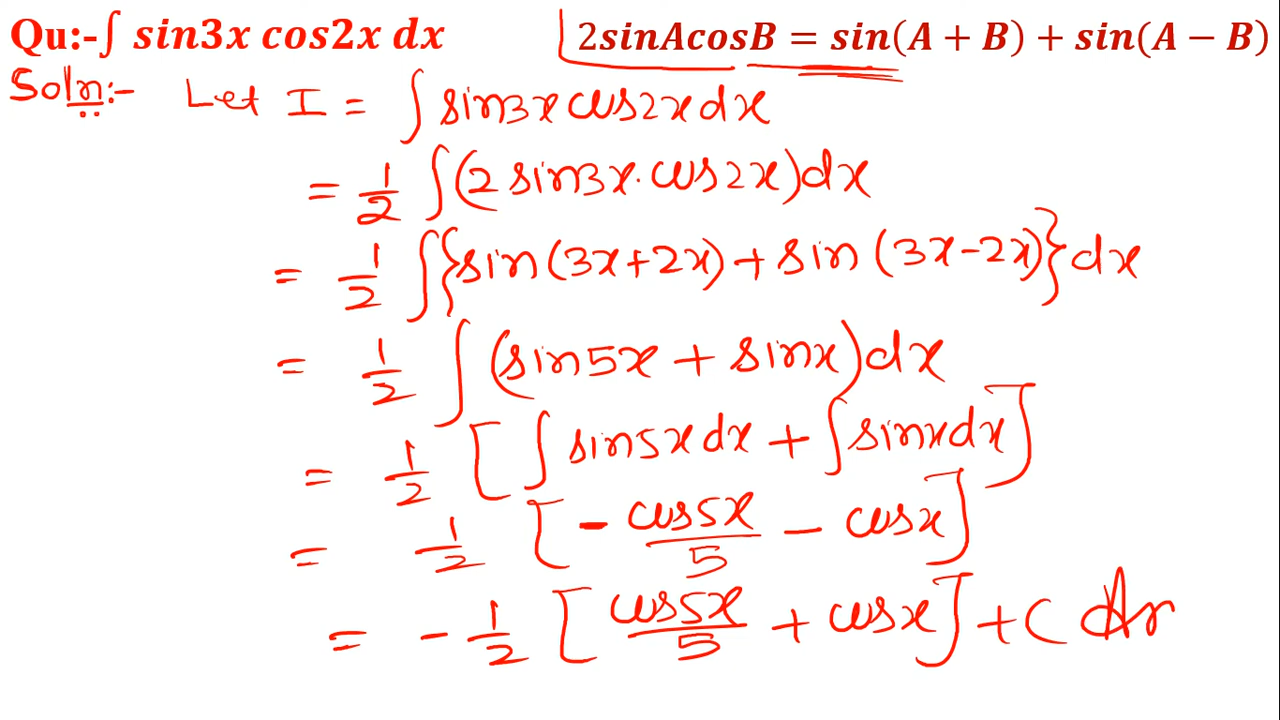 Qu:-∫ sin3x cos2x dx    2sinAcosB = sin(A + B) + sin(A − B)
Soln:- Let I = ∫ sin3x cos2x dx
= 1/2 ∫(2 sin3x. cos2x)dx
= 1/2 ∫{sin(3x+2x) + sin(3x-2x)}dx
= 1/2 ∫(sin5x + sinx)dx
= 1/2 [∫ sin5x dx + ∫ sinx dx]
= 1/2 [- cos5x/5 - cosx]
= -1/2 [cos5x/5 + cosx] + C Ar